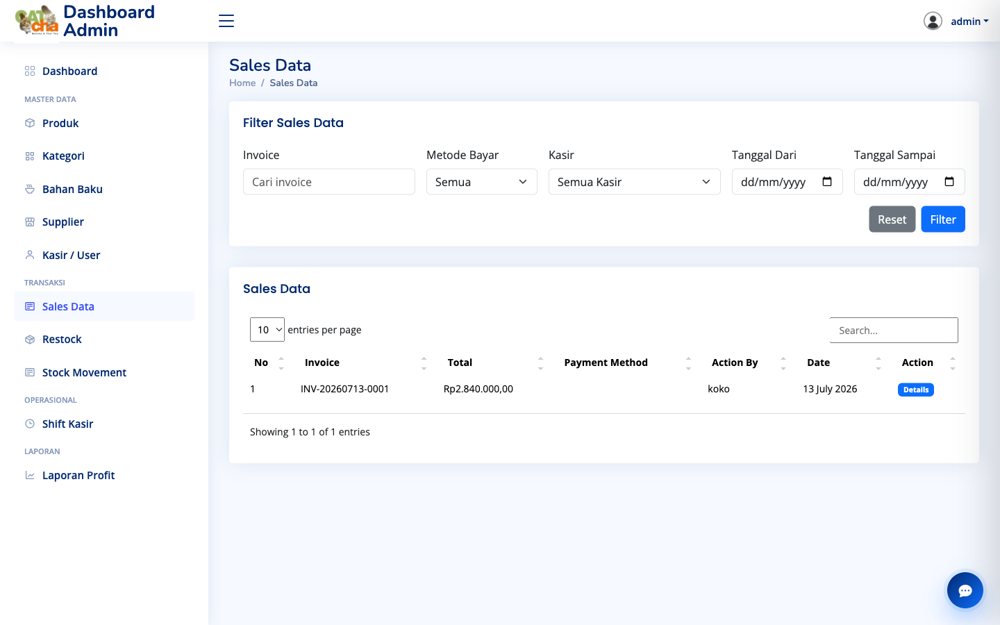 CATcha
Dashboard Admin
admin
Dashboard
MASTER DATA
Produk
Kategori
Bahan Baku
Supplier
Kasir / User
TRANSAKSI
Sales Data
Restock
Stock Movement
OPERASIONAL
Shift Kasir
LAPORAN
Laporan Profit
Sales Data
Home / Sales Data
Filter Sales Data
Invoice Metode Bayar Kasir Tanggal Dari Tanggal Sampai
Cari invoice Semua Semua Kasir dd/mm/yyyy dd/mm/yyyy
Reset Filter
Sales Data
10 entries per page Search...
No Invoice Total Payment Method Action By Date Action
1 INV-20260713-0001 Rp2.840.000,00 koko 13 July 2026 Details
Showing 1 to 1 of 1 entries